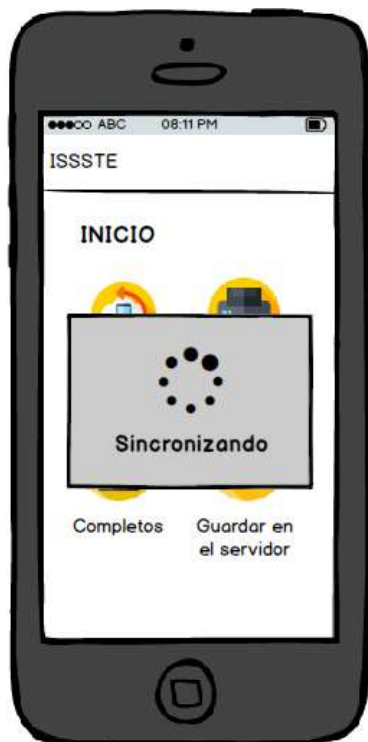 ABC 08:11 PM
ISSSTE
INICIO
Sincronizando
Completos Guardar en
el servidor